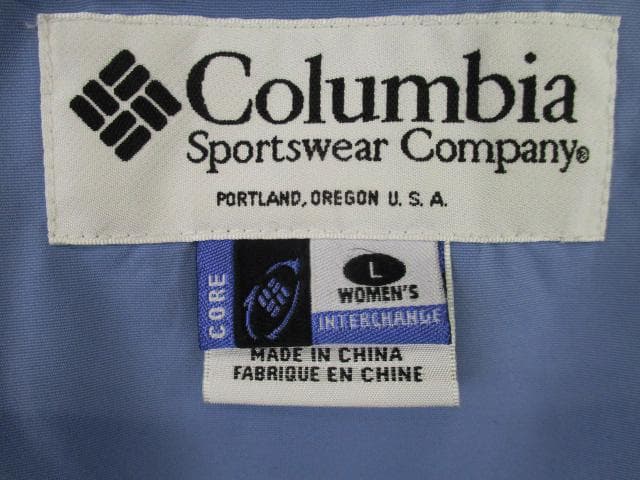 Columbia
Sportswear Company®
PORTLAND, OREGON U. S. A.
CORE
L
WOMEN'S
INTERCHANGE
MADE IN CHINA
FABRIQUE EN CHINE